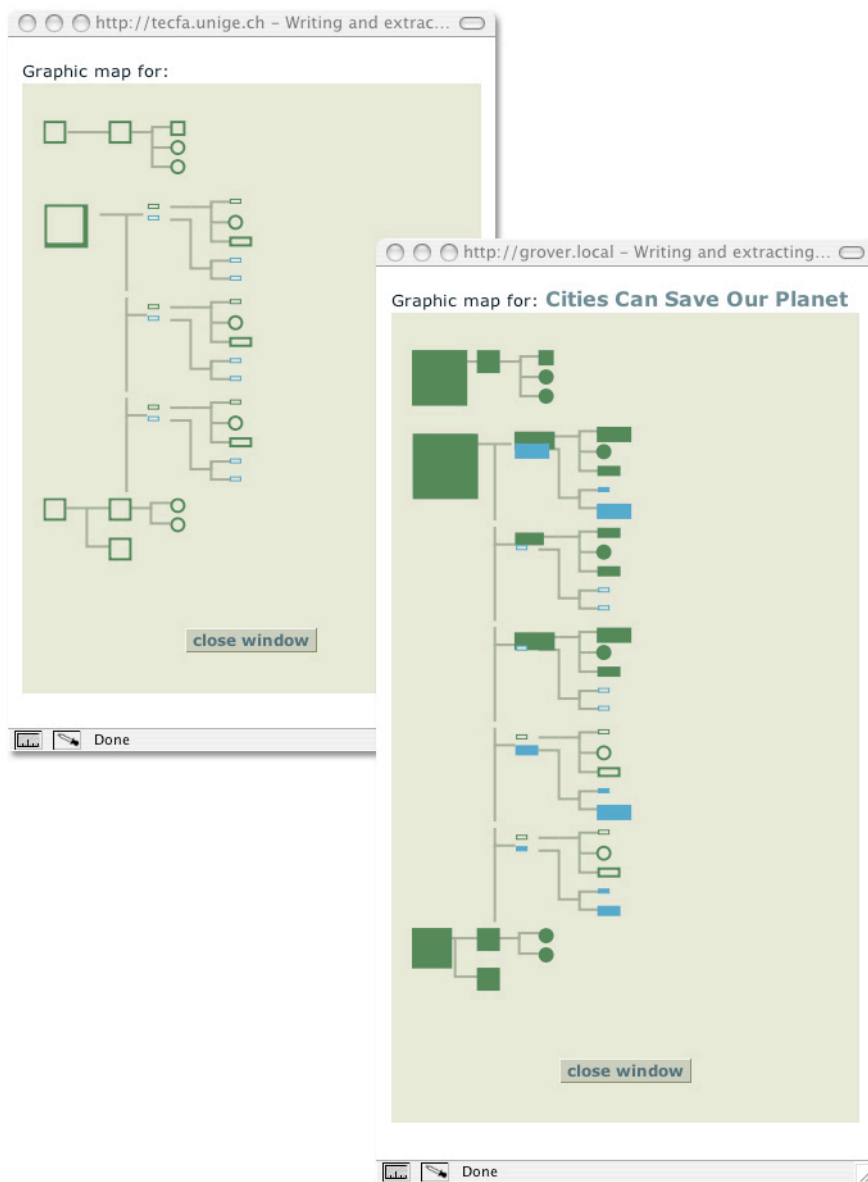 http://tecfa.unige.ch – Writing and extrac...
Graphic map for:
close window
Done
http://grover.local – Writing and extracting...
Graphic map for: Cities Can Save Our Planet
close window
Done